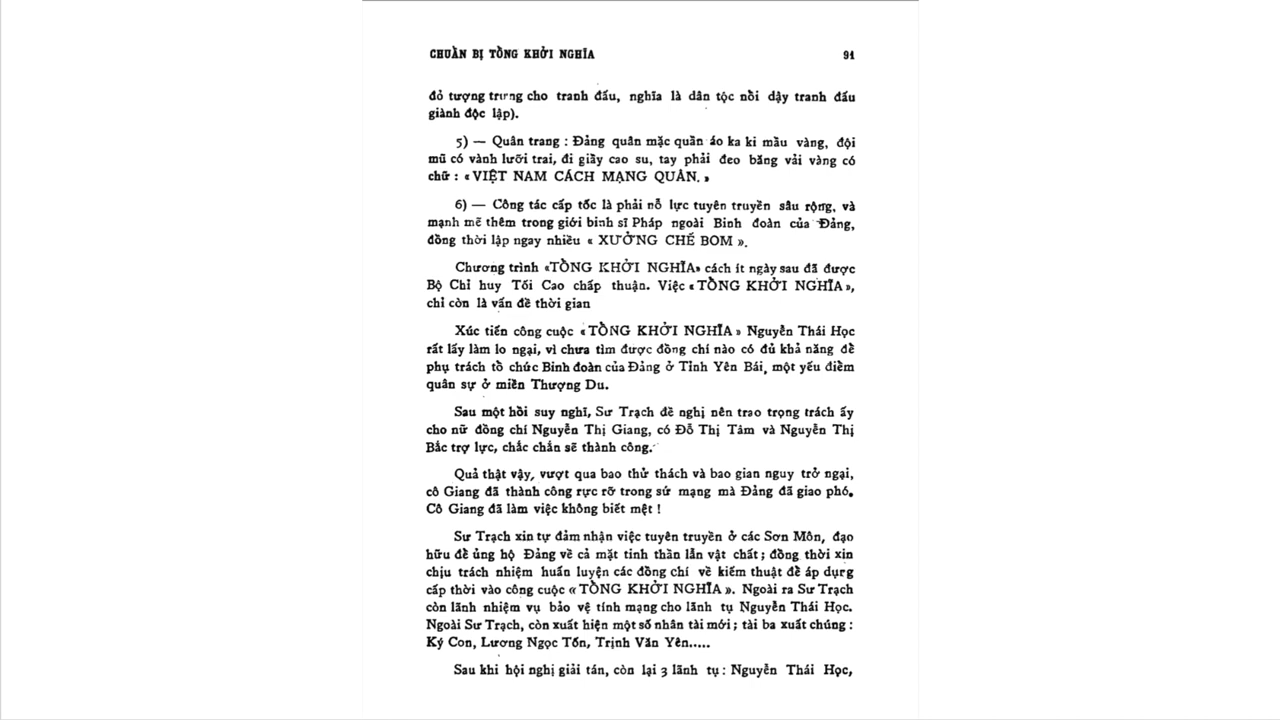 CHUẨN BỊ TỔNG KHỞI NGHĨA 91
đỏ tượng trưng cho tranh đấu, nghĩa là dân tộc nổi dậy tranh đấu
giành độc lập).
5) — Quân trang : Đảng quân mặc quần áo ka ki mầu vàng, đội
mũ có vành lưỡi trai, đi giầy cao su, tay phải đeo băng vải vàng có
chữ : « VIỆT NAM CÁCH MẠNG QUÂN. »
6) — Công tác cấp tốc là phải nỗ lực tuyên truyền sâu rộng, và
mạnh mẽ thêm trong giới binh sĩ Pháp ngoài Binh đoàn của Đảng,
đồng thời lập ngay nhiều « XƯỞNG CHẾ BOM ».
Chương trình «TỔNG KHỞI NGHĨA» cách ít ngày sau đã được
Bộ Chỉ huy Tối Cao chấp thuận. Việc «TỔNG KHỞI NGHĨA»,
chỉ còn là vấn đề thời gian
Xúc tiến công cuộc «TỔNG KHỞI NGHĨA» Nguyễn Thái Học
rất lấy làm lo ngại, vì chưa tìm được đồng chí nào có đủ khả năng để
phụ trách tổ chức Binh đoàn của Đảng ở Tỉnh Yên Bái, một yếu điểm
quân sự ở miền Thượng Du.
Sau một hồi suy nghĩ, Sư Trạch đề nghị nên trao trọng trách ấy
cho nữ đồng chí Nguyễn Thị Giang, có Đỗ Thị Tâm và Nguyễn Thị
Bắc trợ lực, chắc chắn sẽ thành công.
Quả thật vậy, vượt qua bao thử thách và bao gian nguy trở ngại,
cô Giang đã thành công rực rỡ trong sứ mạng mà Đảng đã giao phó.
Cô Giang đã làm việc không biết mệt !
Sư Trạch xin tự đảm nhận việc tuyên truyền ở các Sơn Môn, đạo
hữu để ủng hộ Đảng về cả mặt tinh thần lẫn vật chất ; đồng thời xin
chịu trách nhiệm huấn luyện các đồng chí về kiếm thuật để áp dụng
cấp thời vào công cuộc « TỔNG KHỞI NGHĨA ». Ngoài ra Sư Trạch
còn lãnh nhiệm vụ bảo vệ tính mạng cho lãnh tụ Nguyễn Thái Học.
Ngoài Sư Trạch, còn xuất hiện một số nhân tài mới ; tài ba xuất chúng :
Ký Con, Lương Ngọc Tốn, Trịnh Văn Yên.....
Sau khi hội nghị giải tán, còn lại 3 lãnh tụ : Nguyễn Thái Học,